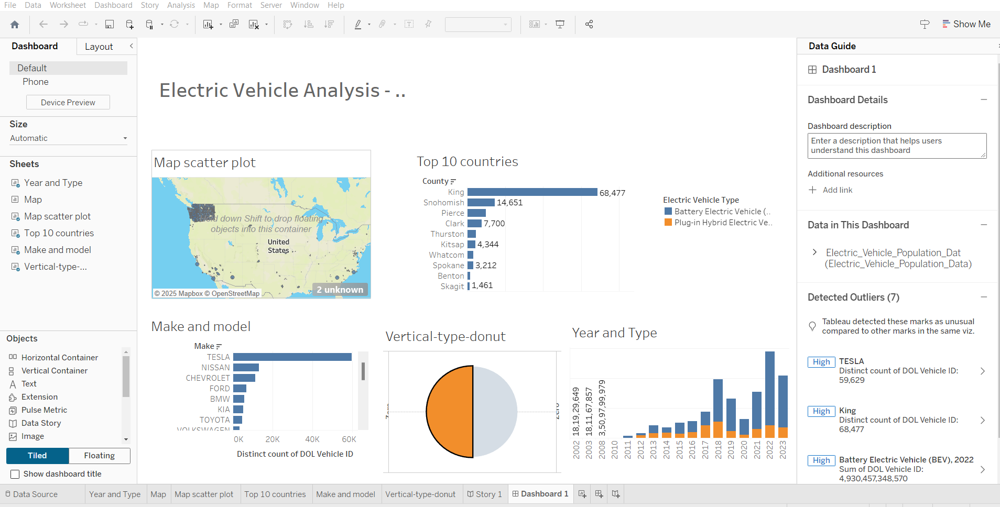 File Data Worksheet Dashboard Story Analysis Map Format Server Window Help
Show Me
Dashboard Layout
Default
Phone
Device Preview
Size
Automatic
Sheets
Year and Type
Map
Map scatter plot
Top 10 countries
Make and model
Vertical-type-...
Objects
Horizontal Container
Vertical Container
Text
Extension
Pulse Metric
Data Story
Image
Tiled Floating
Show dashboard title
Electric Vehicle Analysis - ..
Map scatter plot
Hold down Shift to drop floating
objects into this container
United
States
2 unknown
© 2025 Mapbox © OpenStreetMap
Top 10 countries
County
King 68,477
Snohomish 14,651
Pierce
Clark 7,700
Thurston
Kitsap 4,344
Whatcom
Spokane 3,212
Benton
Skagit 1,461
Electric Vehicle Type
Battery Electric Vehicle (..
Plug-in Hybrid Electric Ve..
Make and model
Make
TESLA
NISSAN
CHEVROLET
FORD
BMW
KIA
TOYOTA
VOLKSWAGEN
0K 20K 40K 60K
Distinct count of DOL Vehicle ID
Vertical-type-donut
Zero
Zero
Year and Type
18,19,29,649
18,11,67,857
3,50,97,99,979
2002 2003 2008 2010 2011 2012 2013 2014 2015 2016 2017 2018 2019 2020 2021 2022 2023
Data Guide
Dashboard 1
Dashboard Details
Dashboard description
Enter a description that helps users
understand this dashboard
Additional resources
Add link
Data in This Dashboard
Electric_Vehicle_Population_Dat
(Electric_Vehicle_Population_Data)
Detected Outliers (7)
Tableau detected these marks as unusual
compared to other marks in the same viz.
High TESLA
Distinct count of DOL Vehicle ID:
59,629
High King
Distinct count of DOL Vehicle ID:
68,477
High Battery Electric Vehicle (BEV), 2022
Sum of DOL Vehicle ID:
4,930,457,348,570
Data Source Year and Type Map Map scatter plot Top 10 countries Make and model Vertical-type-donut Story 1 Dashboard 1